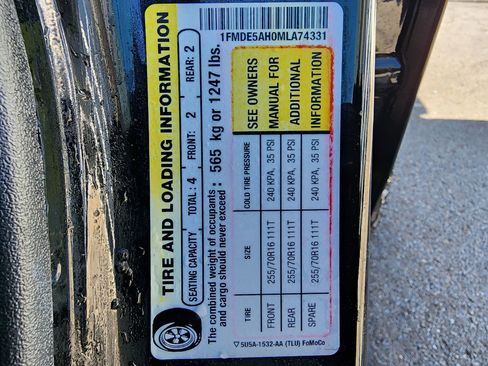 TIRE AND LOADING INFORMATION
SEATING CAPACITY TOTAL : 4 FRONT: 2 REAR: 2
The combined weight of occupants
and cargo should never exceed : 565 kg or 1247 lbs.
1FMDE5AH0MLA74331
TIRE SIZE COLD TIRE PRESSURE SEE OWNERS
FRONT 255/70R16 111T 240 KPA, 35 PSI MANUAL FOR
REAR 255/70R16 111T 240 KPA, 35 PSI ADDITIONAL
SPARE 255/70R16 111T 240 KPA, 35 PSI INFORMATION
5U5A-1532-AA (TLU) FoMoCo